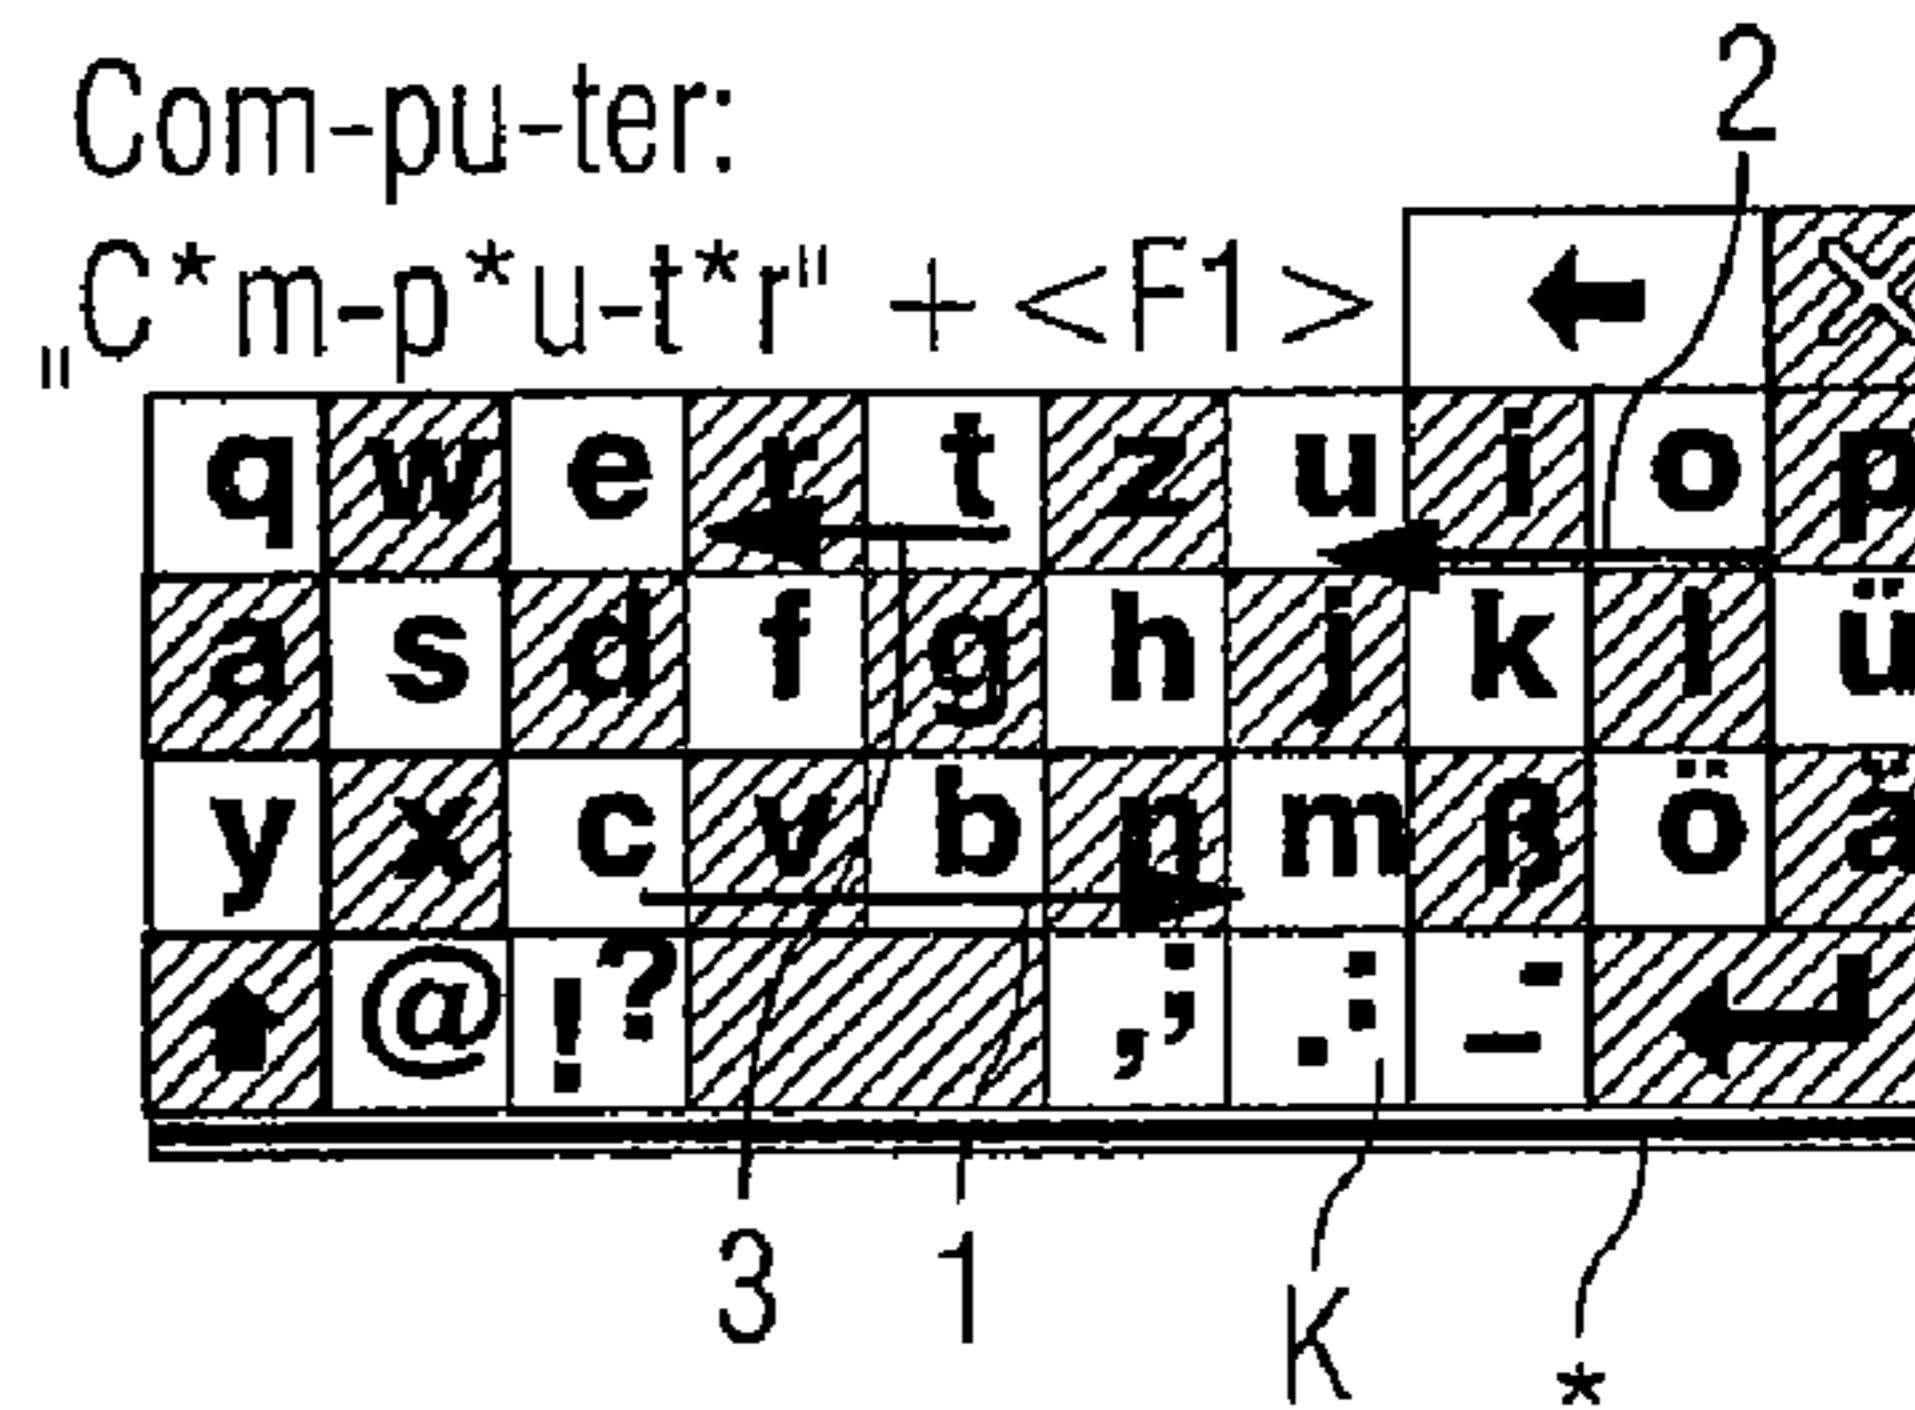 Com-pu-ter:
2
„C*m-p*u-t*r" + <F1>
q w e r t z u i o p
a s d f g h j k l ü
y x c v b n m ß ö ä
@ !? ,; .: _-
3 1 K *